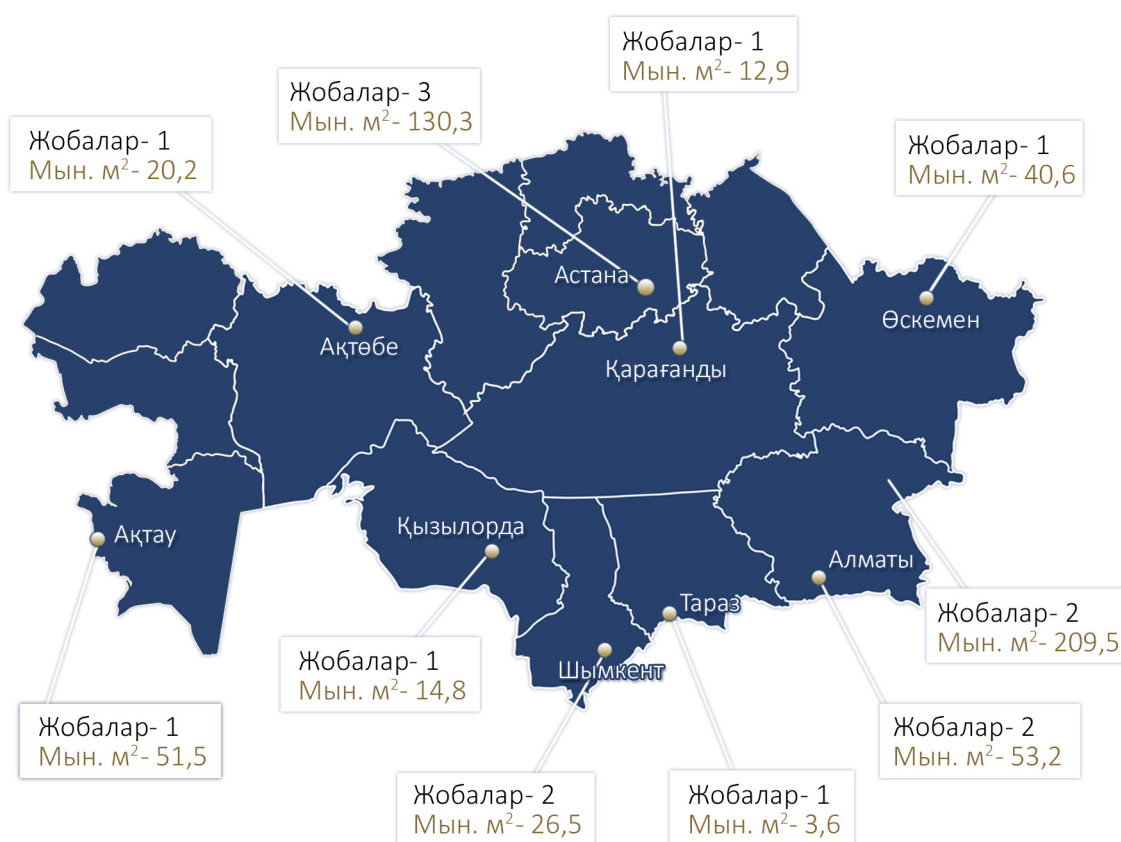 Жобалар- 1
Мын. м²- 12,9
Жобалар- 3
Мын. м²- 130,3
Жобалар- 1
Мын. м²- 20,2
Жобалар- 1
Мын. м²- 40,6
Астана
Өскемен
Ақтөбе
Қарағанды
Ақтау
Қызылорда
Алматы
Тараз
Шымкент
Жобалар- 2
Мын. м²- 209,5
Жобалар- 1
Мын. м²- 14,8
Жобалар- 1
Мын. м²- 51,5
Жобалар- 2
Мын. м²- 53,2
Жобалар- 2
Мын. м²- 26,5
Жобалар- 1
Мын. м²- 3,6